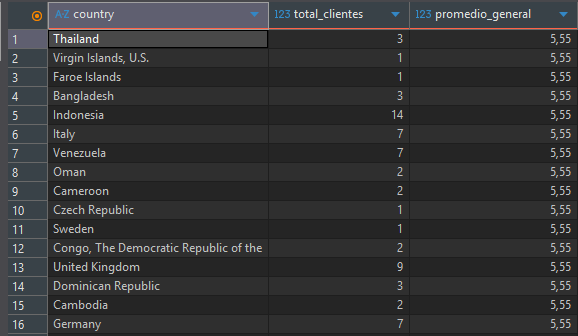 A-Z country 123 total_clientes 123 promedio_general
1 Thailand 3 5,55
2 Virgin Islands, U.S. 1 5,55
3 Faroe Islands 1 5,55
4 Bangladesh 3 5,55
5 Indonesia 14 5,55
6 Italy 7 5,55
7 Venezuela 7 5,55
8 Oman 2 5,55
9 Cameroon 2 5,55
10 Czech Republic 1 5,55
11 Sweden 1 5,55
12 Congo, The Democratic Republic of the 2 5,55
13 United Kingdom 9 5,55
14 Dominican Republic 3 5,55
15 Cambodia 2 5,55
16 Germany 7 5,55